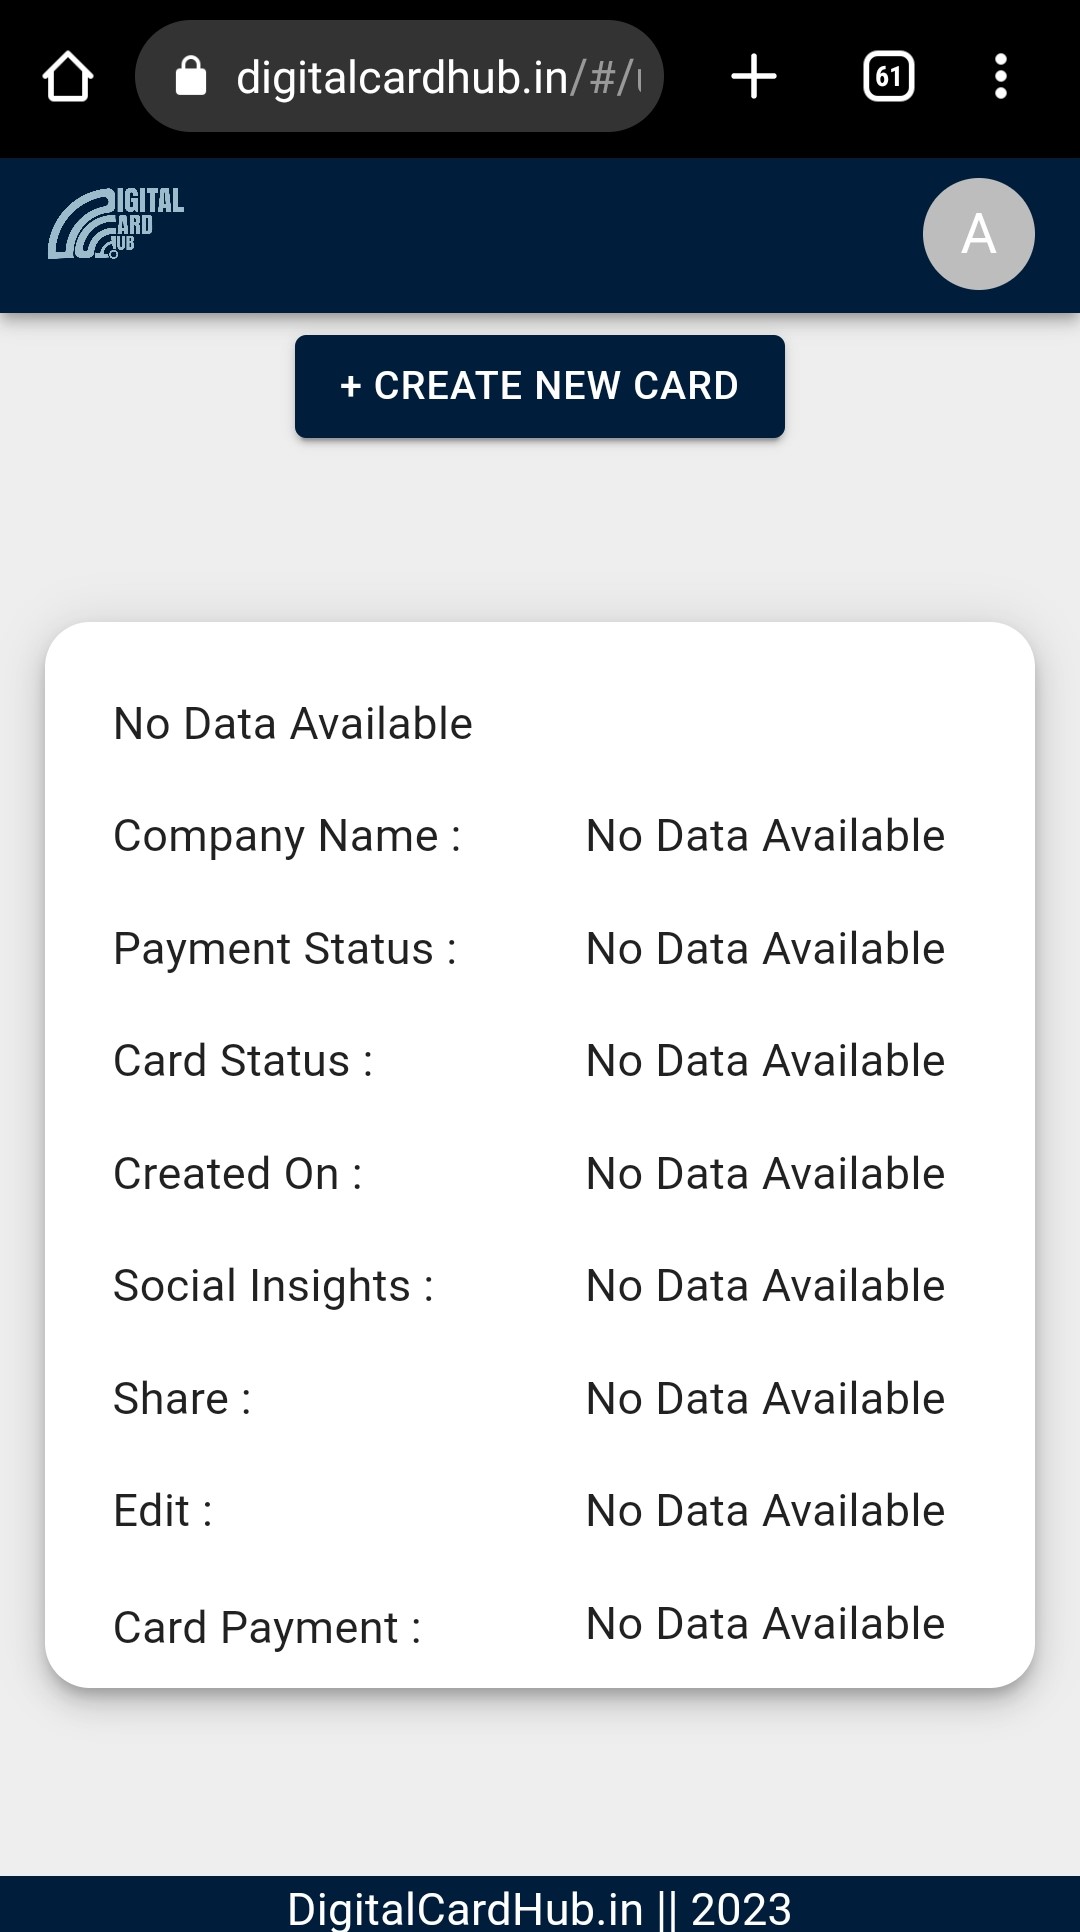 digitalcardhub.in/#/
61
IGITAL
ARD
UB
A
+ CREATE NEW CARD
No Data Available
Company Name : No Data Available
Payment Status : No Data Available
Card Status : No Data Available
Created On : No Data Available
Social Insights : No Data Available
Share : No Data Available
Edit : No Data Available
Card Payment : No Data Available
DigitalCardHub.in || 2023